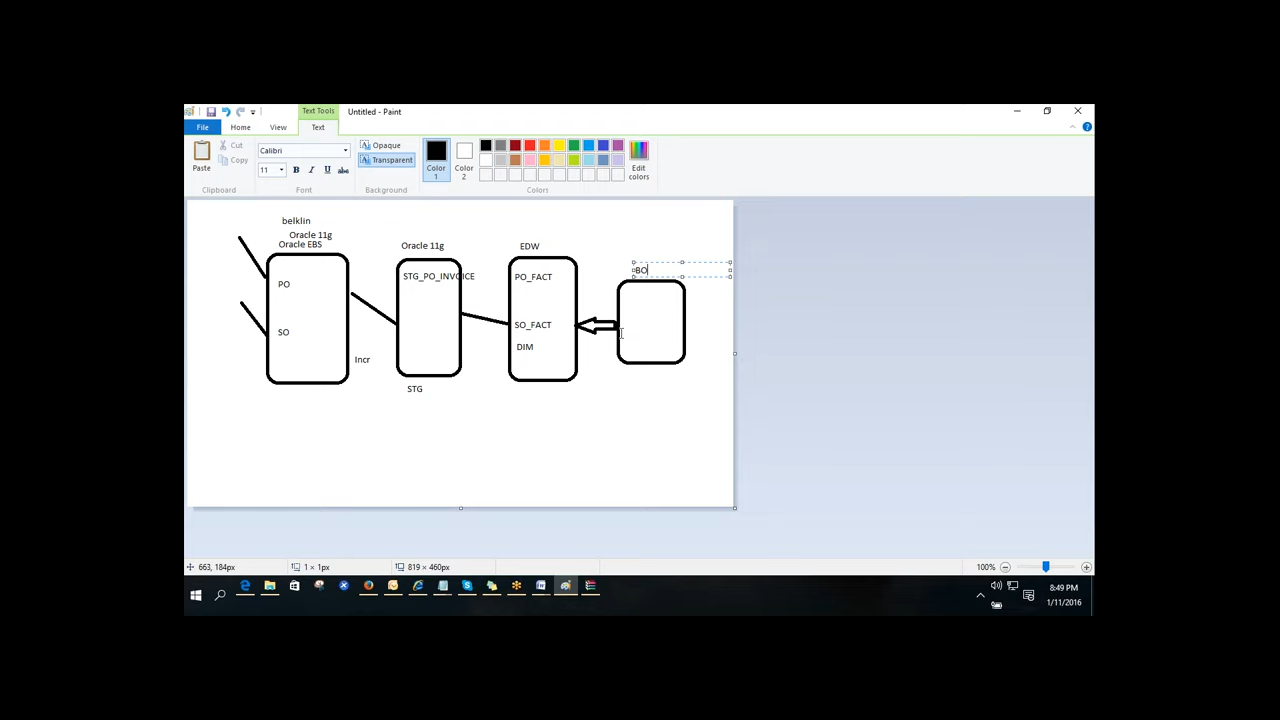 Text Tools
Untitled - Paint
File
Home
View
Text
Paste
Cut
Copy
Clipboard
Calibri
11
B
I
U
abc
Font
Opaque
Transparent
Background
Color
1
Color
2
Edit
colors
Colors
belklin
Oracle 11g
Oracle EBS
PO
SO
Incr
Oracle 11g
STG_PO_INVOICE
STG
EDW
PO_FACT
SO_FACT
DIM
BO
663, 184px
1 × 1px
819 × 460px
100%
8:49 PM
1/11/2016